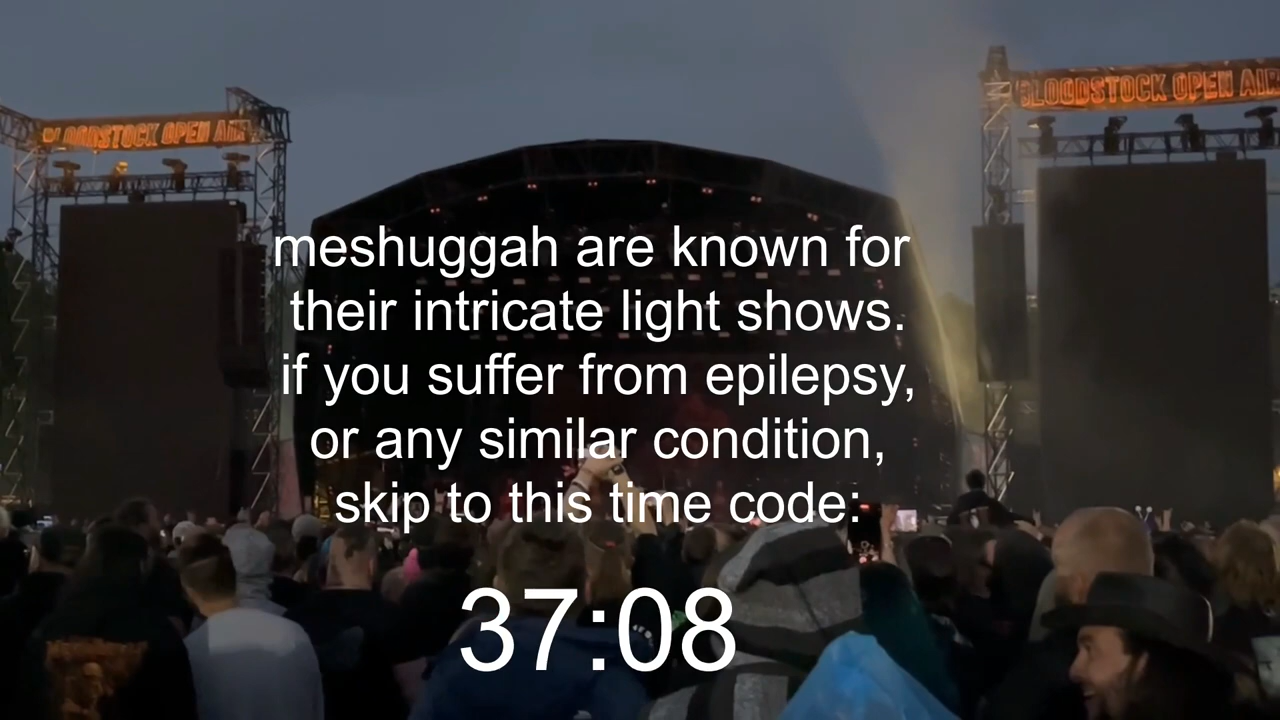 BLOODSTOCK OPEN AIR
BLOODSTOCK OPEN AIR
meshuggah are known for
their intricate light shows.
if you suffer from epilepsy,
or any similar condition,
skip to this time code:
37:08